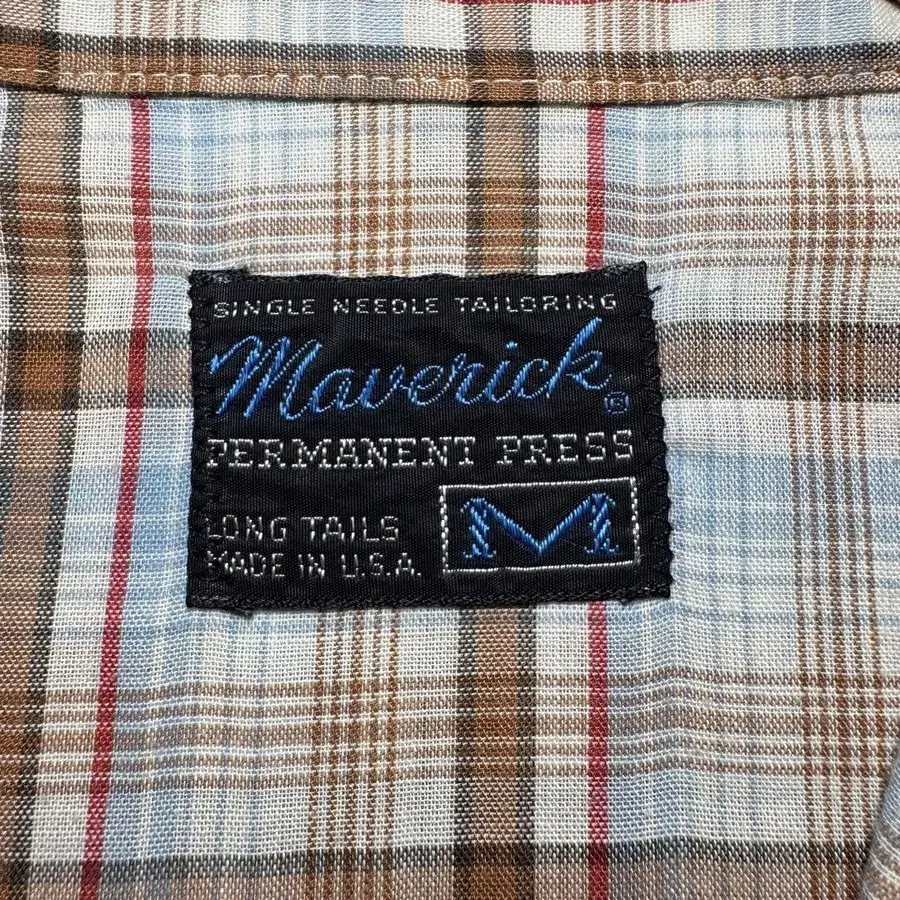 SINGLE NEEDLE TAILORING
Maverick®
PERMANENT PRESS
LONG TAILS
MADE IN U.S.A.
M